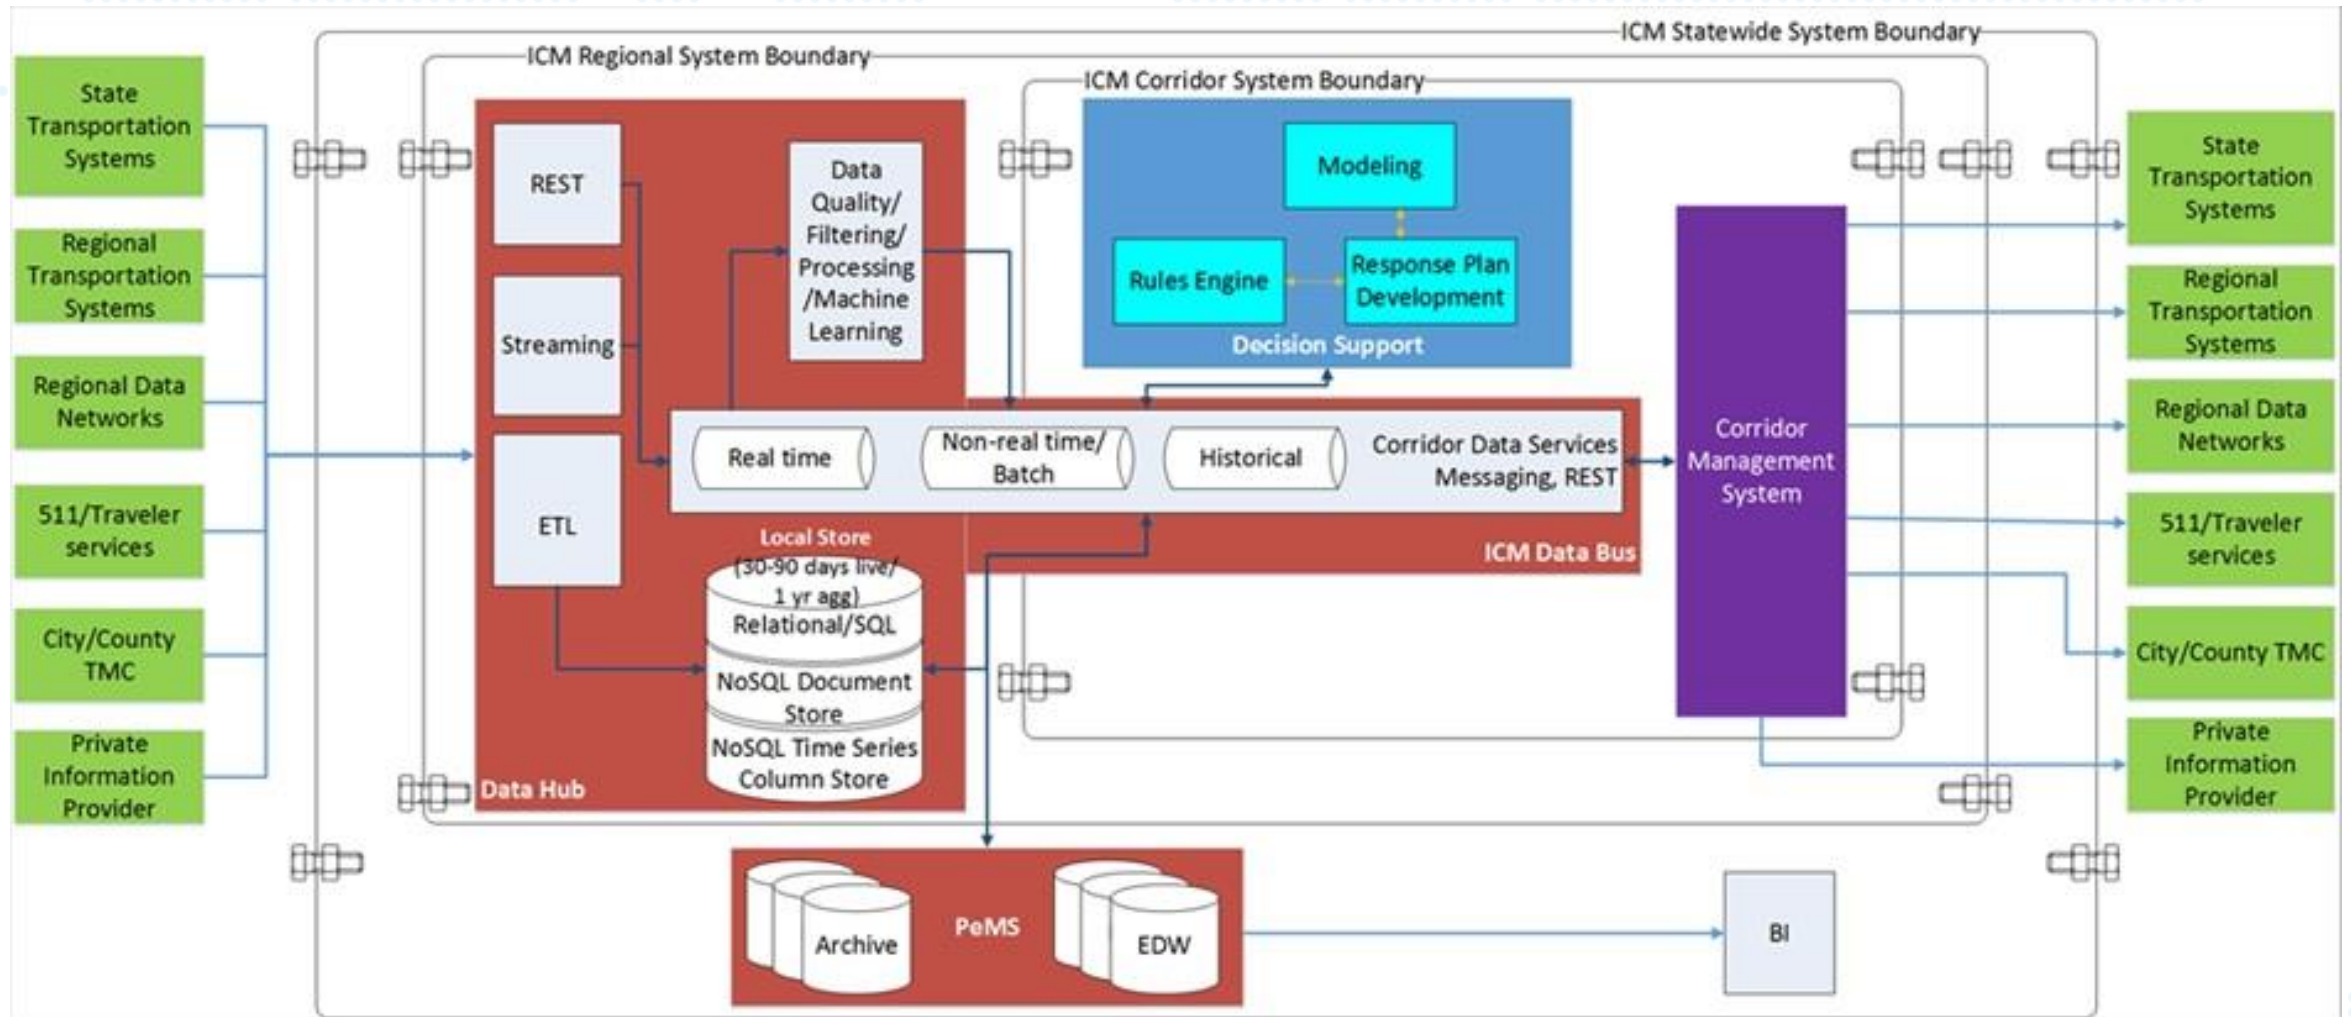 ICM Statewide System Boundary
ICM Regional System Boundary
ICM Corridor System Boundary
State
Transportation
Systems
Regional
Transportation
Systems
Regional Data
Networks
511/Traveler
services
City/County
TMC
Private
Information
Provider
REST
Streaming
ETL
Data
Quality/
Filtering/
Processing
/Machine
Learning
Modeling
Rules Engine
Response Plan
Development
Decision Support
Real time
Non-real time/
Batch
Historical
Corridor Data Services
Messaging, REST
ICM Data Bus
Local Store
(30-90 days live/
1 yr agg)
Relational/SQL
NoSQL Document
Store
NoSQL Time Series
Column Store
Data Hub
Corridor
Management
System
Archive
PeMS
EDW
BI
State
Transportation
Systems
Regional
Transportation
Systems
Regional Data
Networks
511/Traveler
services
City/County TMC
Private
Information
Provider